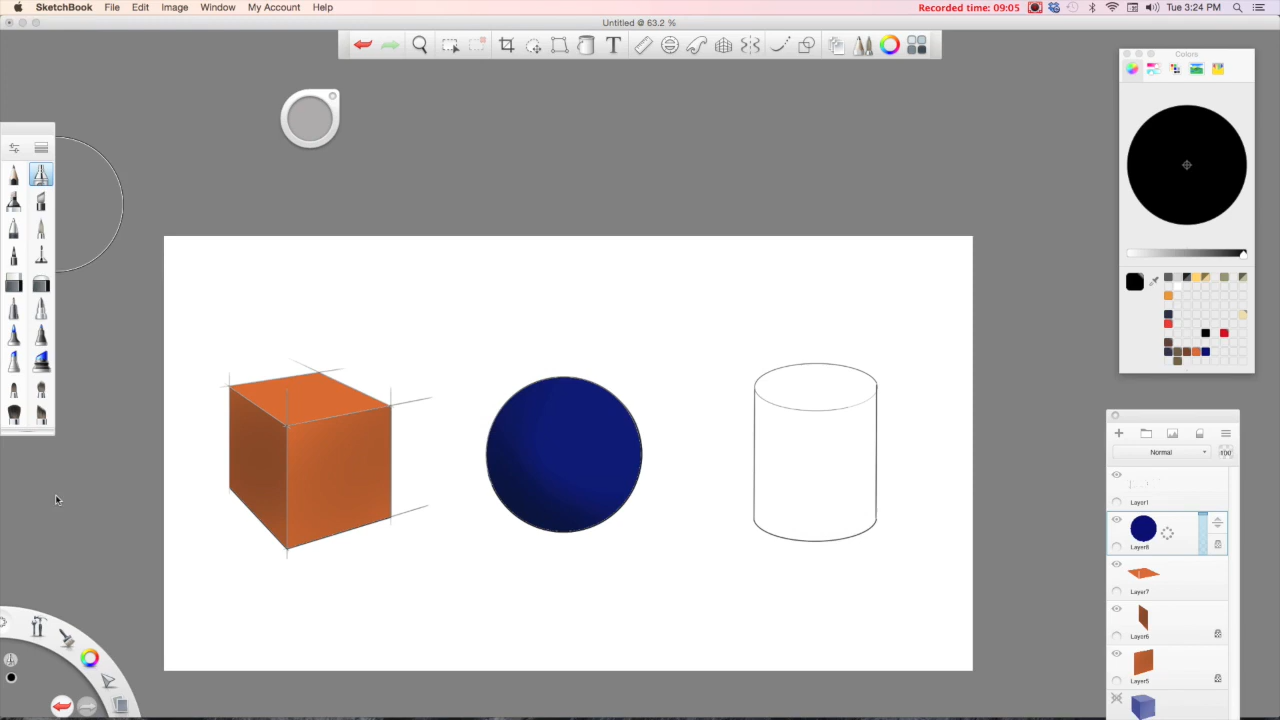 SketchBook File Edit Image Window My Account Help Recorded time: 09:05 Tue 3:24 PM
Untitled @ 63.2 %
Colors
Normal
100
Layer1
Layer8
Layer7
Layer6
Layer5